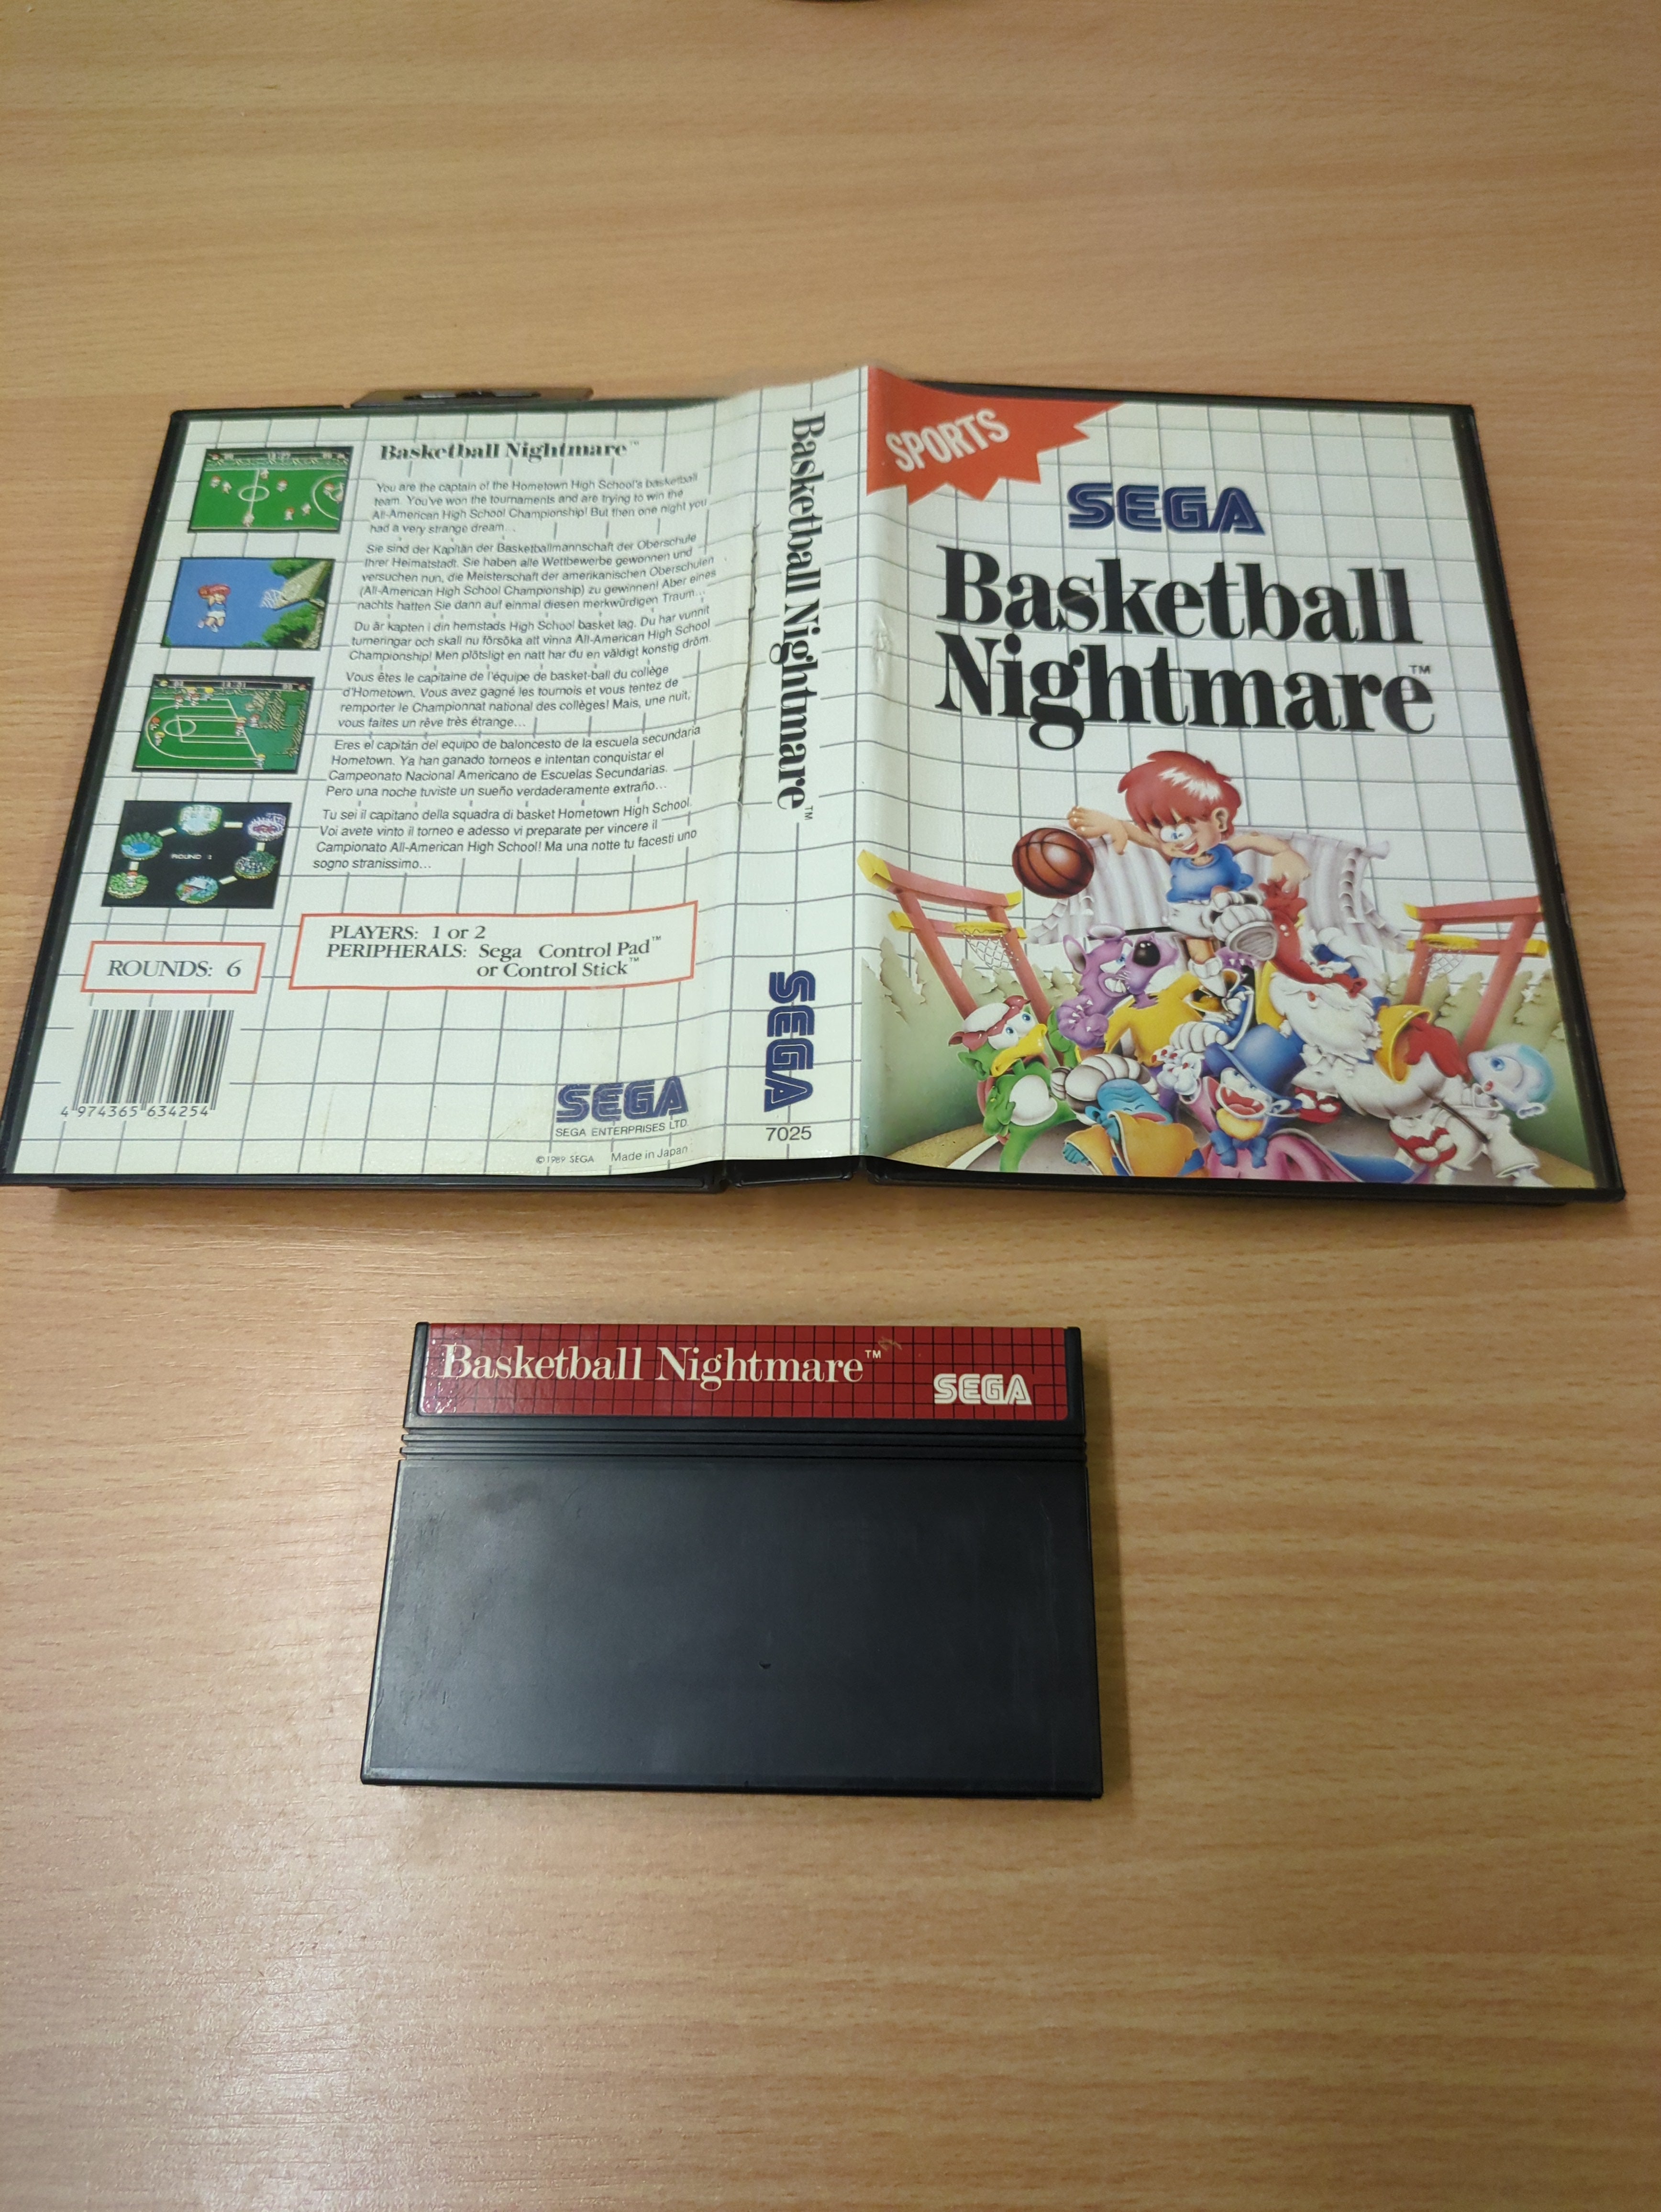 Basketball Nightmare™
You are the captain of the Hometown High School's basketball
team. You've won the tournaments and are trying to win the
All-American High School Championship! But then one night you
had a very strange dream...
Sie sind der Kapitän der Basketballmannschaft der Oberschule
Ihrer Heimatstadt. Sie haben alle Wettbewerbe gewonnen und
versuchen nun, die Meisterschaft der amerikanischen Oberschulen
(All-American High School Championship) zu gewinnen! Aber eines
nachts hatten Sie dann auf einmal diesen merkwürdigen Traum...
Du är kapten i din hemstads High School basket lag. Du har vunnit
turneringar och skall nu försöka att vinna All-American High School
Championship! Men plötsligt en natt har du en väldigt konstig dröm.
Vous êtes le capitaine de l'équipe de basket-ball du collège
d'Hometown. Vous avez gagné les tournois et vous tentez de
remporter le Championnat national des collèges! Mais, une nuit,
vous faites un rêve très étrange...
Eres el capitán del equipo de baloncesto de la escuela secundaria
Hometown. Ya han ganado torneos e intentan conquistar el
Campeonato Nacional Americano de Escuelas Secundarias.
Pero una noche tuviste un sueño verdaderamente extraño...
Tu sei il capitano della squadra di basket Hometown High School.
Voi avete vinto il torneo e adesso vi preparate per vincere il
Campionato All-American High School! Ma una notte tu facesti uno
sogno stranissimo...
ROUND
ROUNDS: 6
PLAYERS: 1 or 2
PERIPHERALS: Sega Control Pad™
or Control Stick™
4 974365 634254
SEGA
SEGA ENTERPRISES LTD.
©1989 SEGA Made in Japan
Basketball Nightmare™
SEGA
7025
SPORTS
SEGA
Basketball
Nightmare™
Basketball Nightmare™
SEGA